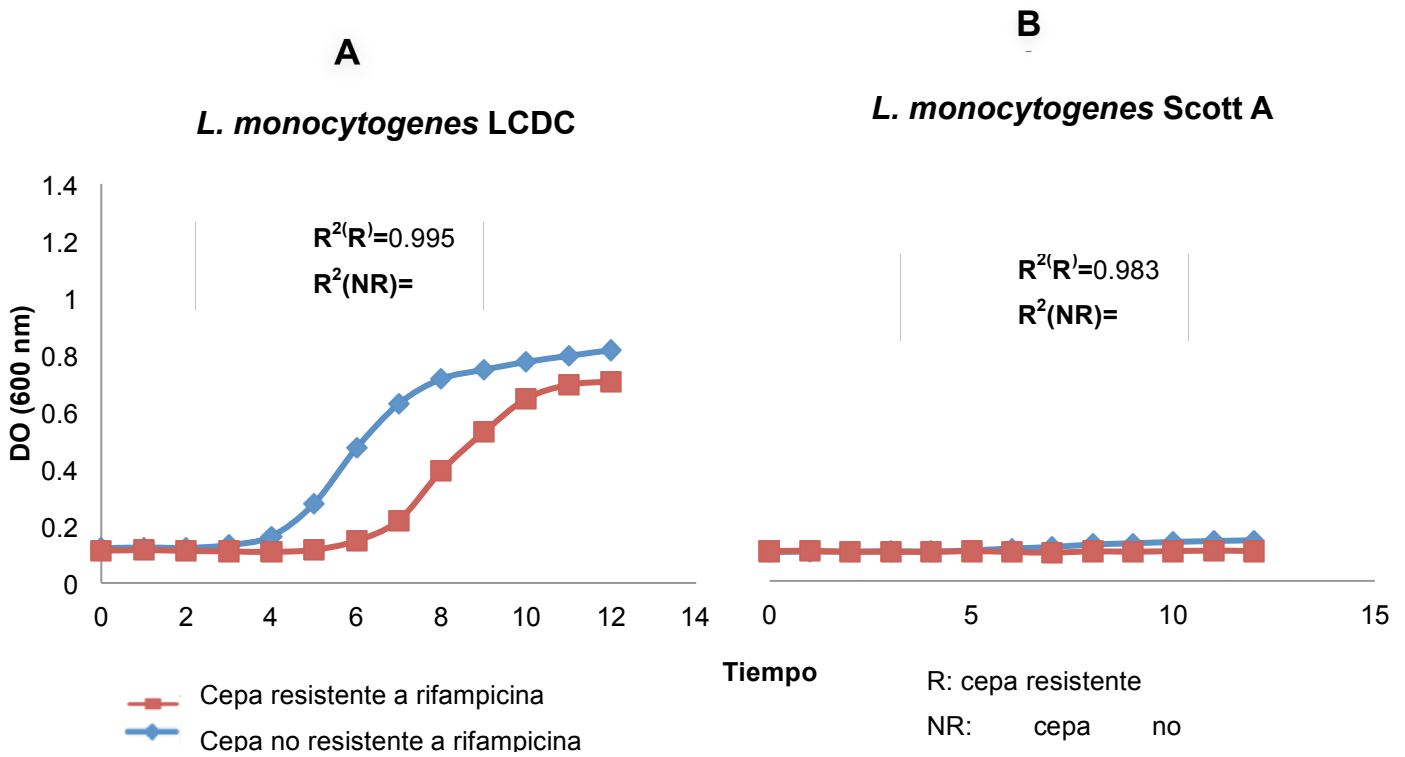 A
B
L. monocytogenes LCDC
L. monocytogenes Scott A
1.4
1.2
1
0.8
0.6
0.4
0.2
0
DO (600 nm)
R²⁽R⁾=0.995
R²(NR)=
R²⁽R⁾=0.983
R²(NR)=
0 2 4 6 8 10 12 14
0 5 10 15
Tiempo
Cepa resistente a rifampicina
Cepa no resistente a rifampicina
R: cepa resistente
NR: cepa no